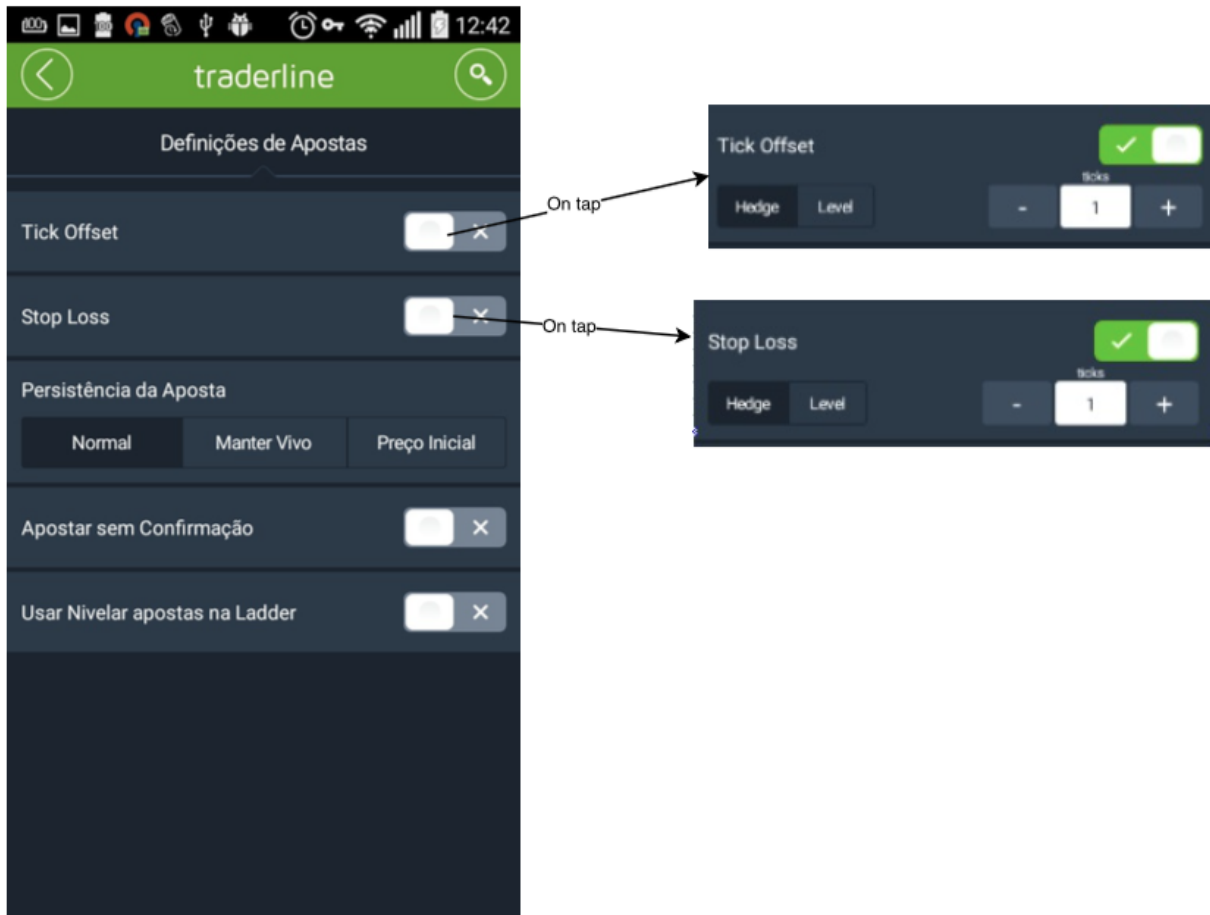 100%
12:42
traderline
Definições de Apostas
Tick Offset
Stop Loss
Persistência da Aposta
Normal Manter Vivo Preço Inicial
Apostar sem Confirmação
Usar Nivelar apostas na Ladder
On tap
On tap
Tick Offset
ticks
Hedge Level - 1 +
Stop Loss
ticks
Hedge Level - 1 +